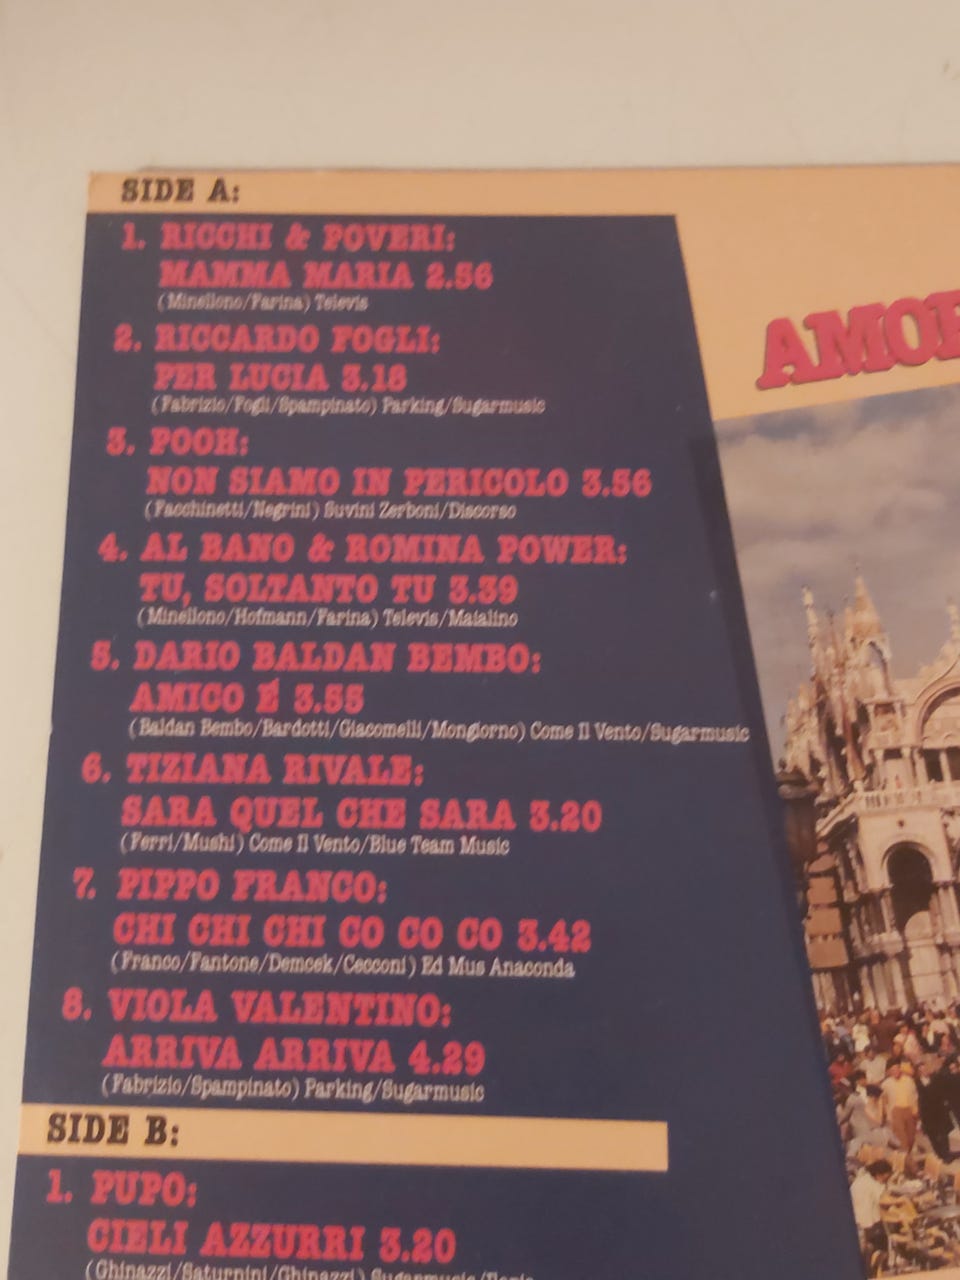 SIDE A:
1. RICCHI & POVERI:
MAMMA MARIA 2.56
(Minellono/Farina) Televis
2. RICCARDO FOGLI:
PER LUCIA 3.18
(Fabrizio/Fogli/Spampinato) Parking/Sugarmusic
3. POOH:
NON SIAMO IN PERICOLO 3.56
(Facchinetti/Negrini) Suvini Zerboni/Discorso
4. AL BANO & ROMINA POWER:
TU, SOLTANTO TU 3.39
(Minellono/Hofmann/Farina) Televis/Maialino
5. DARIO BALDAN BEMBO:
AMICO É 3.55
(Baldan Bembo/Bardotti/Giacomelli/Mongiorno) Come Il Vento/Sugarmusic
6. TIZIANA RIVALE:
SARA QUEL CHE SARA 3.20
(Ferri/Mushi) Come Il Vento/Blue Team Music
7. PIPPO FRANCO:
CHI CHI CHI CO CO CO 3.42
(Franco/Fantone/Demcek/Cecconi) Ed Mus Anaconda
8. VIOLA VALENTINO:
ARRIVA ARRIVA 4.29
(Fabrizio/Spampinato) Parking/Sugarmusic
SIDE B:
1. PUPO:
CIELI AZZURRI 3.20
(Ghinazzi/Saturnini/Ghinazzi) Sugarmusic
AMOR